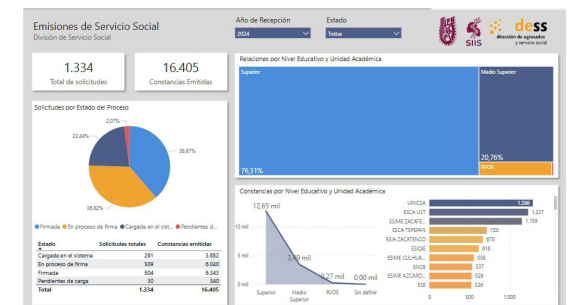 Emisiones de Servicio Social
División de Servicio Social
Año de Recepción
2024
Estado
Todas
SIIS
dess
dirección de egresados
y servicio social
1.334
Total de solicitudes
16.405
Constancias Emitidas
Relaciones por Nivel Educativo y Unidad Académica
Superior
76,31%
Medio Superior
20,76%
RVOE
Solicitudes por Estado del Proceso
2,07%
22,44%
38,67%
36,82%
Firmada En proceso de firma Cargada en el sist... Pendientes d...
Estado Solicitudes totales Constancias emitidas
Cargada en el sistema 291 3.682
En proceso de firma 509 6.040
Firmada 504 6.343
Pendientes de carga 30 340
Total 1.334 16.405
Constancias por Nivel Educativo y Unidad Académica
12,65 mil
10 mil
5 mil
0 mil
3,49 mil
0,27 mil
0,00 mil
Superior
Medio
Superior
RVOE
Sin definir
UPIICSA 1.296
ESCA UST 1.237
ESIME ZACATE... 1.159
ESCA TEPEPAN 720
ESIA ZACATENCO 670
ESIQIE 618
ESIME CULHUA... 558
ENCB 537
ESIME AZCAPO... 529
ESE 526
0 500 1.000